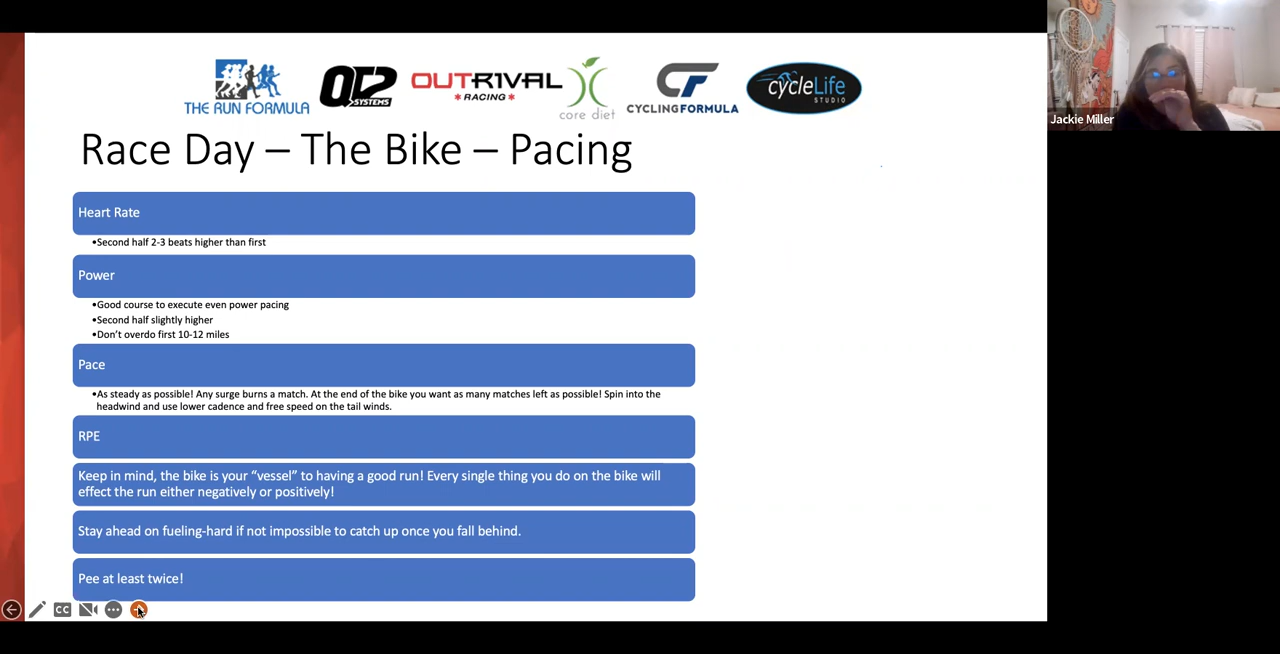 THE RUN FORMULA
OT2 SYSTEMS
OUTRIVAL
RACING
core diet
CF
CYCLINGFORMULA
cycleLife
STUDIO
Jackie Miller
Race Day – The Bike – Pacing
Heart Rate
•Second half 2-3 beats higher than first
Power
•Good course to execute even power pacing
•Second half slightly higher
•Don't overdo first 10-12 miles
Pace
•As steady as possible! Any surge burns a match. At the end of the bike you want as many matches left as possible! Spin into the
headwind and use lower cadence and free speed on the tail winds.
RPE
Keep in mind, the bike is your “vessel” to having a good run! Every single thing you do on the bike will
effect the run either negatively or positively!
Stay ahead on fueling-hard if not impossible to catch up once you fall behind.
Pee at least twice!
CC